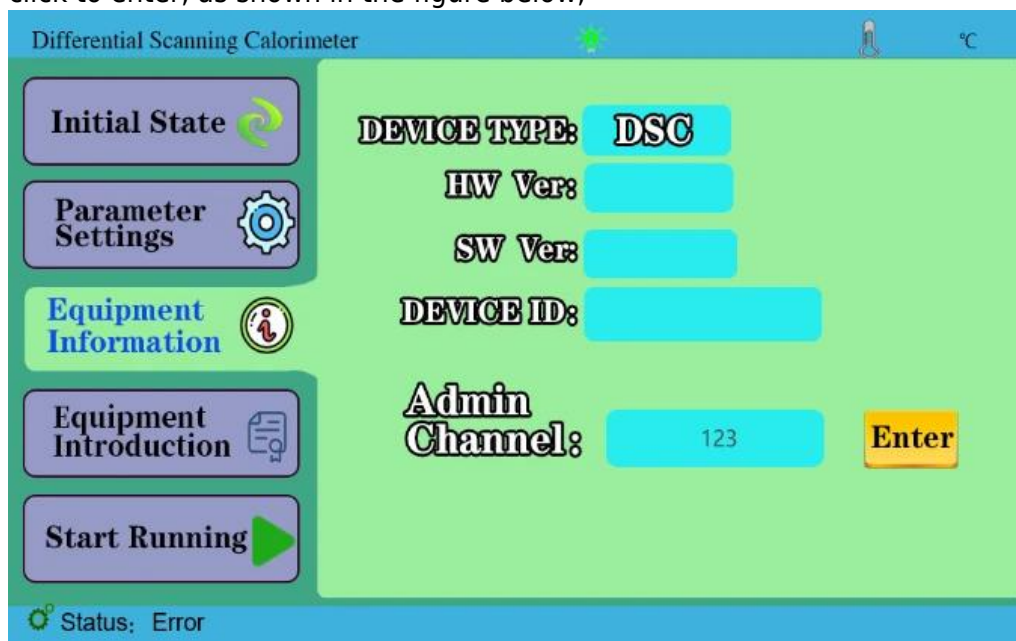 click to enter, as shown in the figure below,
Differential Scanning Calorimeter
℃
Initial State
Parameter
Settings
Equipment
Information
Equipment
Introduction
Start Running
DEVICE TYPE: DSC
HW Ver:
SW Ver:
DEVICE ID:
Admin
Channel: 123
Enter
Status: Error